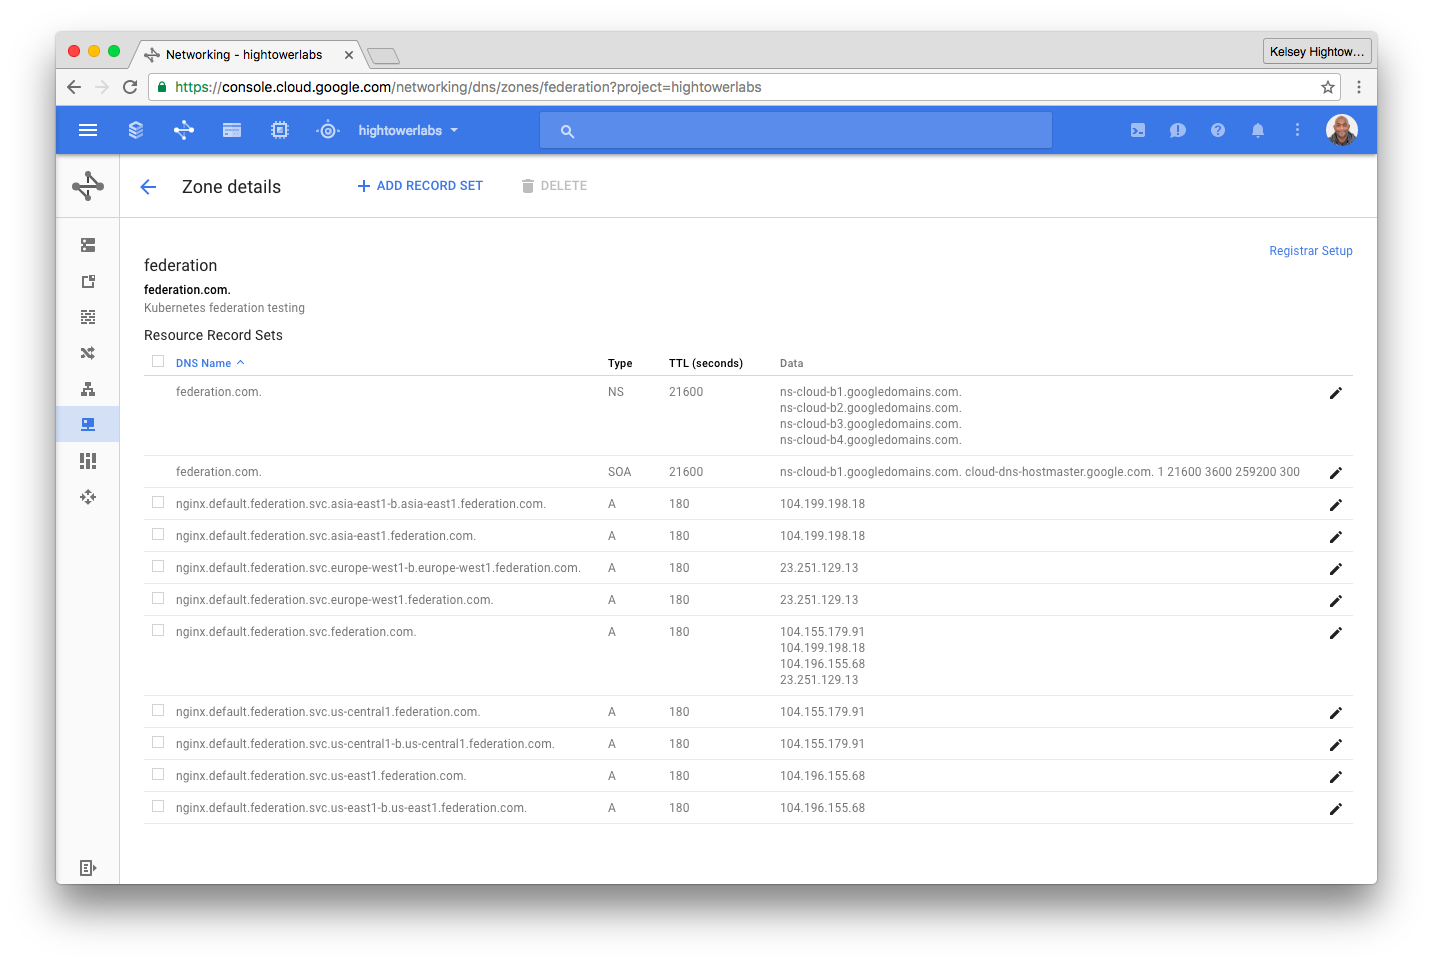 Networking - hightowerlabs
Kelsey Hightow...
https://console.cloud.google.com/networking/dns/zones/federation?project=hightowerlabs
hightowerlabs
Zone details
ADD RECORD SET
DELETE
Registrar Setup
federation
federation.com.
Kubernetes federation testing
Resource Record Sets
DNS Name Type TTL (seconds) Data
federation.com. NS 21600 ns-cloud-b1.googledomains.com.
ns-cloud-b2.googledomains.com.
ns-cloud-b3.googledomains.com.
ns-cloud-b4.googledomains.com.
federation.com. SOA 21600 ns-cloud-b1.googledomains.com. cloud-dns-hostmaster.google.com. 1 21600 3600 259200 300
nginx.default.federation.svc.asia-east1-b.asia-east1.federation.com. A 180 104.199.198.18
nginx.default.federation.svc.asia-east1.federation.com. A 180 104.199.198.18
nginx.default.federation.svc.europe-west1-b.europe-west1.federation.com. A 180 23.251.129.13
nginx.default.federation.svc.europe-west1.federation.com. A 180 23.251.129.13
nginx.default.federation.svc.federation.com. A 180 104.155.179.91
104.199.198.18
104.196.155.68
23.251.129.13
nginx.default.federation.svc.us-central1.federation.com. A 180 104.155.179.91
nginx.default.federation.svc.us-central1-b.us-central1.federation.com. A 180 104.155.179.91
nginx.default.federation.svc.us-east1.federation.com. A 180 104.196.155.68
nginx.default.federation.svc.us-east1-b.us-east1.federation.com. A 180 104.196.155.68